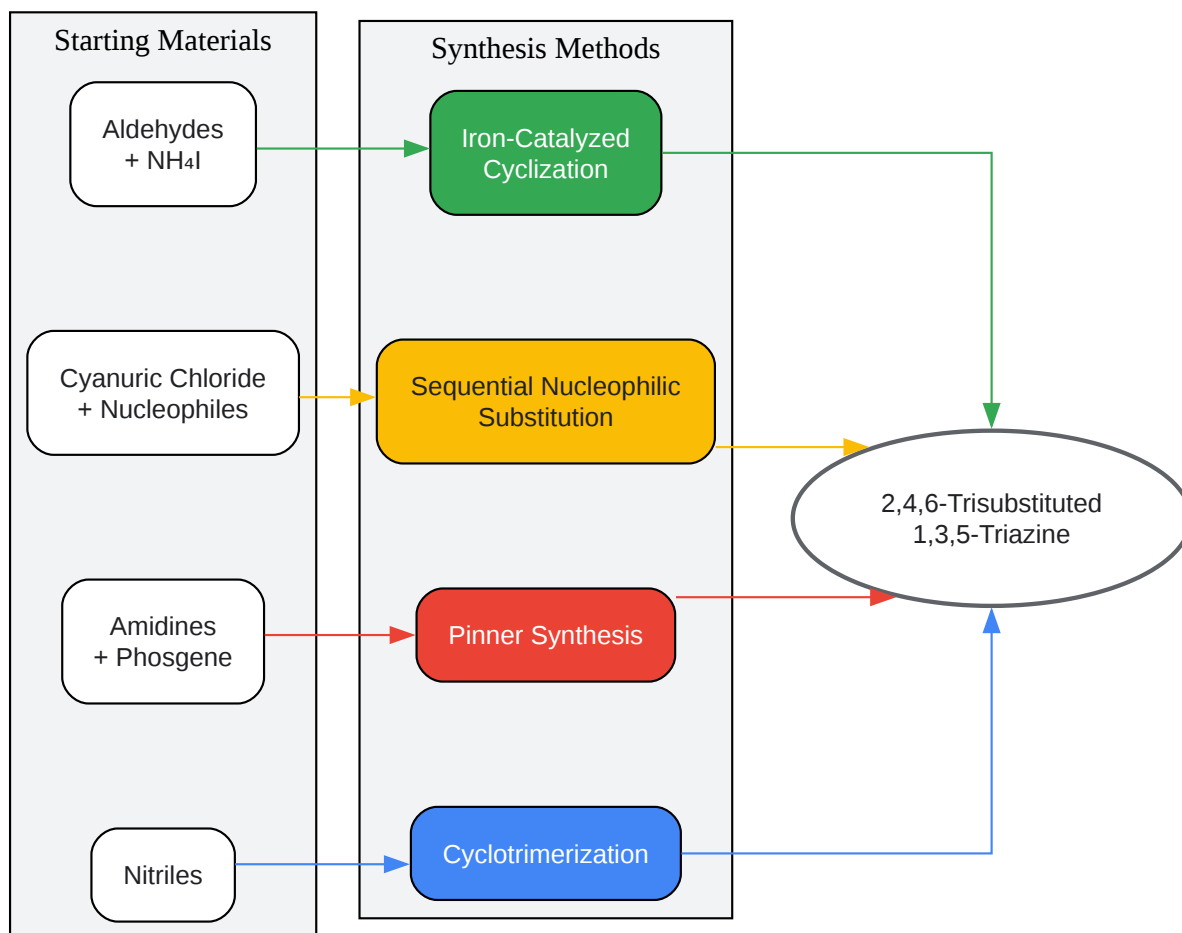 Starting Materials
Synthesis Methods
Aldehydes
+ NH₄I
Iron-Catalyzed
Cyclization
Cyanuric Chloride
+ Nucleophiles
Sequential Nucleophilic
Substitution
2,4,6-Trisubstituted
1,3,5-Triazine
Amidines
+ Phosgene
Pinner Synthesis
Nitriles
Cyclotrimerization